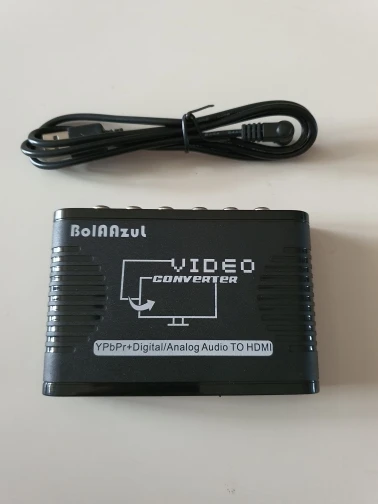 BolAAzuL
VIDEO
CONVERTER
YPbPr+Digital/Analog Audio TO HDMI